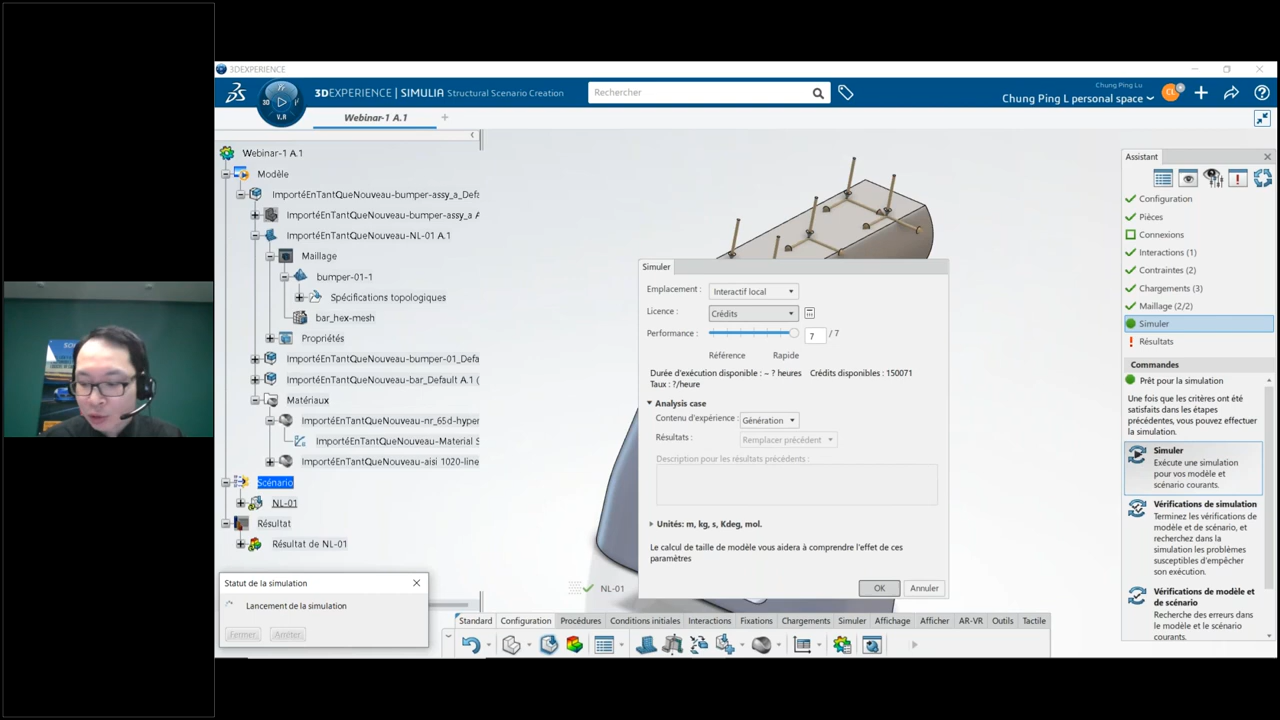 3DEXPERIENCE
3DEXPERIENCE | SIMULIA Structural Scenario Creation
Rechercher
Chung Ping Lu
Chung Ping L personal space
3D
V.R
Webinar-1 A.1
Webinar-1 A.1
Modèle
ImportéEnTantQueNouveau-bumper-assy_a_Defa
ImportéEnTantQueNouveau-bumper-assy_a A
ImportéEnTantQueNouveau-NL-01 A.1
Maillage
bumper-01-1
Spécifications topologiques
bar_hex-mesh
Propriétés
ImportéEnTantQueNouveau-bumper-01_Defa
ImportéEnTantQueNouveau-bar_Default A.1 (
Matériaux
ImportéEnTantQueNouveau-nr_65d-hyper
ImportéEnTantQueNouveau-Material S
ImportéEnTantQueNouveau-aisi 1020-line
Scénario
NL-01
Résultat
Résultat de NL-01
Statut de la simulation
Lancement de la simulation
Fermer
Arrêter
Simuler
Emplacement :
Interactif local
Licence :
Crédits
Performance :
7
/ 7
Référence
Rapide
Durée d'exécution disponible : ~ ? heures
Crédits disponibles : 150071
Taux : ?/heure
Analysis case
Contenu d'expérience :
Génération
Résultats :
Remplacer précédent
Description pour les résultats précédents :
Unités: m, kg, s, Kdeg, mol.
Le calcul de taille de modèle vous aidera à comprendre l'effet de ces
paramètres
OK
Annuler
NL-01
Standard
Configuration
Procédures
Conditions initiales
Interactions
Fixations
Chargements
Simuler
Affichage
Afficher
AR-VR
Outils
Tactile
Assistant
Configuration
Pièces
Connexions
Interactions (1)
Contraintes (2)
Chargements (3)
Maillage (2/2)
Simuler
Résultats
Commandes
Prêt pour la simulation
Une fois que les critères ont été
satisfaits dans les étapes
précédentes, vous pouvez effectuer
la simulation.
Simuler
Exécute une simulation
pour vos modèle et
scénario courants.
Vérifications de simulation
Terminez les vérifications
de modèle et de scénario,
et recherchez dans la
simulation les problèmes
susceptibles d'empêcher
son exécution.
Vérifications de modèle et
de scénario
Recherche des erreurs dans
le modèle et le scénario
courants.